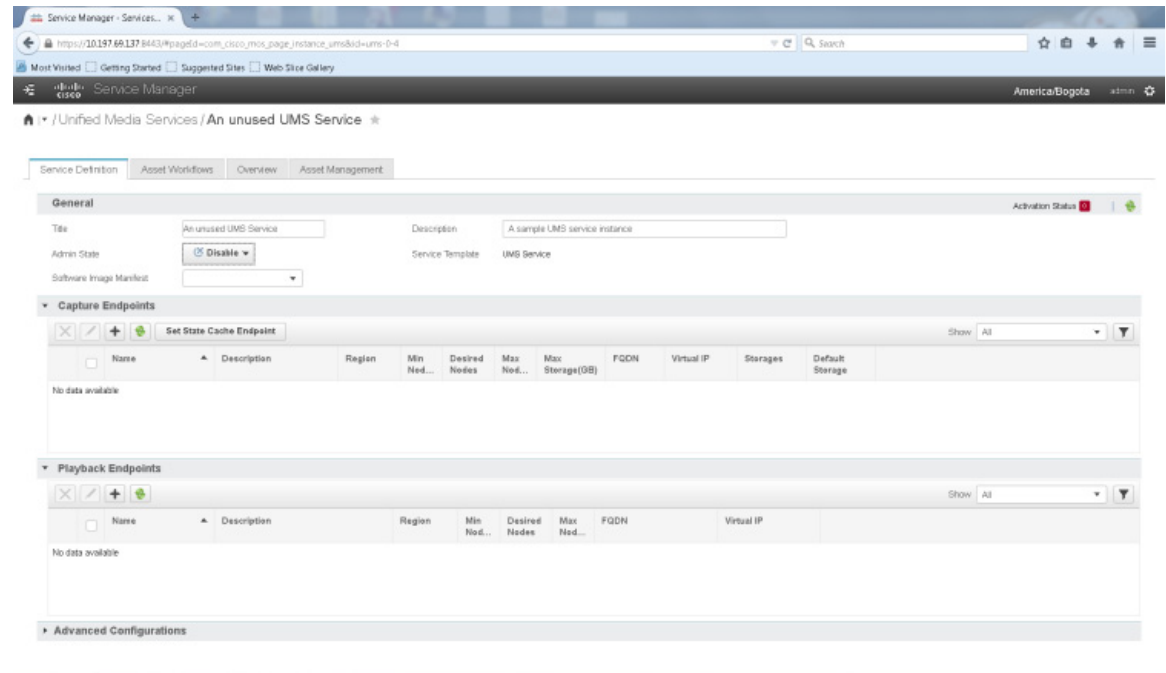 Service Manager - Services... × +
https://10.197.69.137:8443/#pageId=com_cisco_mos_page_instance_ums&id=ums-0-4
Search
Most Visited Getting Started Suggested Sites Web Slice Gallery
cisco Service Manager America/Bogota admin
/Unified Media Services/An unused UMS Service
Service Definition Asset Workflows Overview Asset Management
General Activation Status 0
Title An unused UMS Service Description A sample UMS service instance
Admin State Disable Service Template UMS Service
Software Image Manifest
Capture Endpoints
Set State Cache Endpoint Show All
Name Description Region Min Nod... Desired Nodes Max Nod... Max Storage(GB) FQDN Virtual IP Storages Default Storage
No data available
Playback Endpoints
Show All
Name Description Region Min Nod... Desired Nodes Max Nod... FQDN Virtual IP
No data available
Advanced Configurations